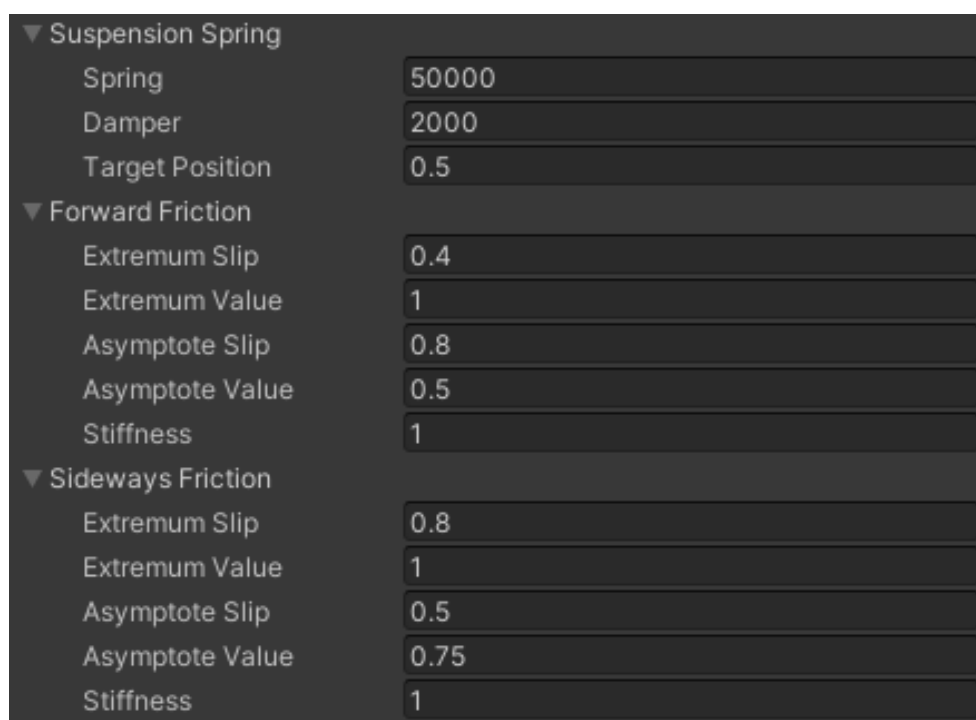 Suspension Spring
Spring 50000
Damper 2000
Target Position 0.5
Forward Friction
Extremum Slip 0.4
Extremum Value 1
Asymptote Slip 0.8
Asymptote Value 0.5
Stiffness 1
Sideways Friction
Extremum Slip 0.8
Extremum Value 1
Asymptote Slip 0.5
Asymptote Value 0.75
Stiffness 1